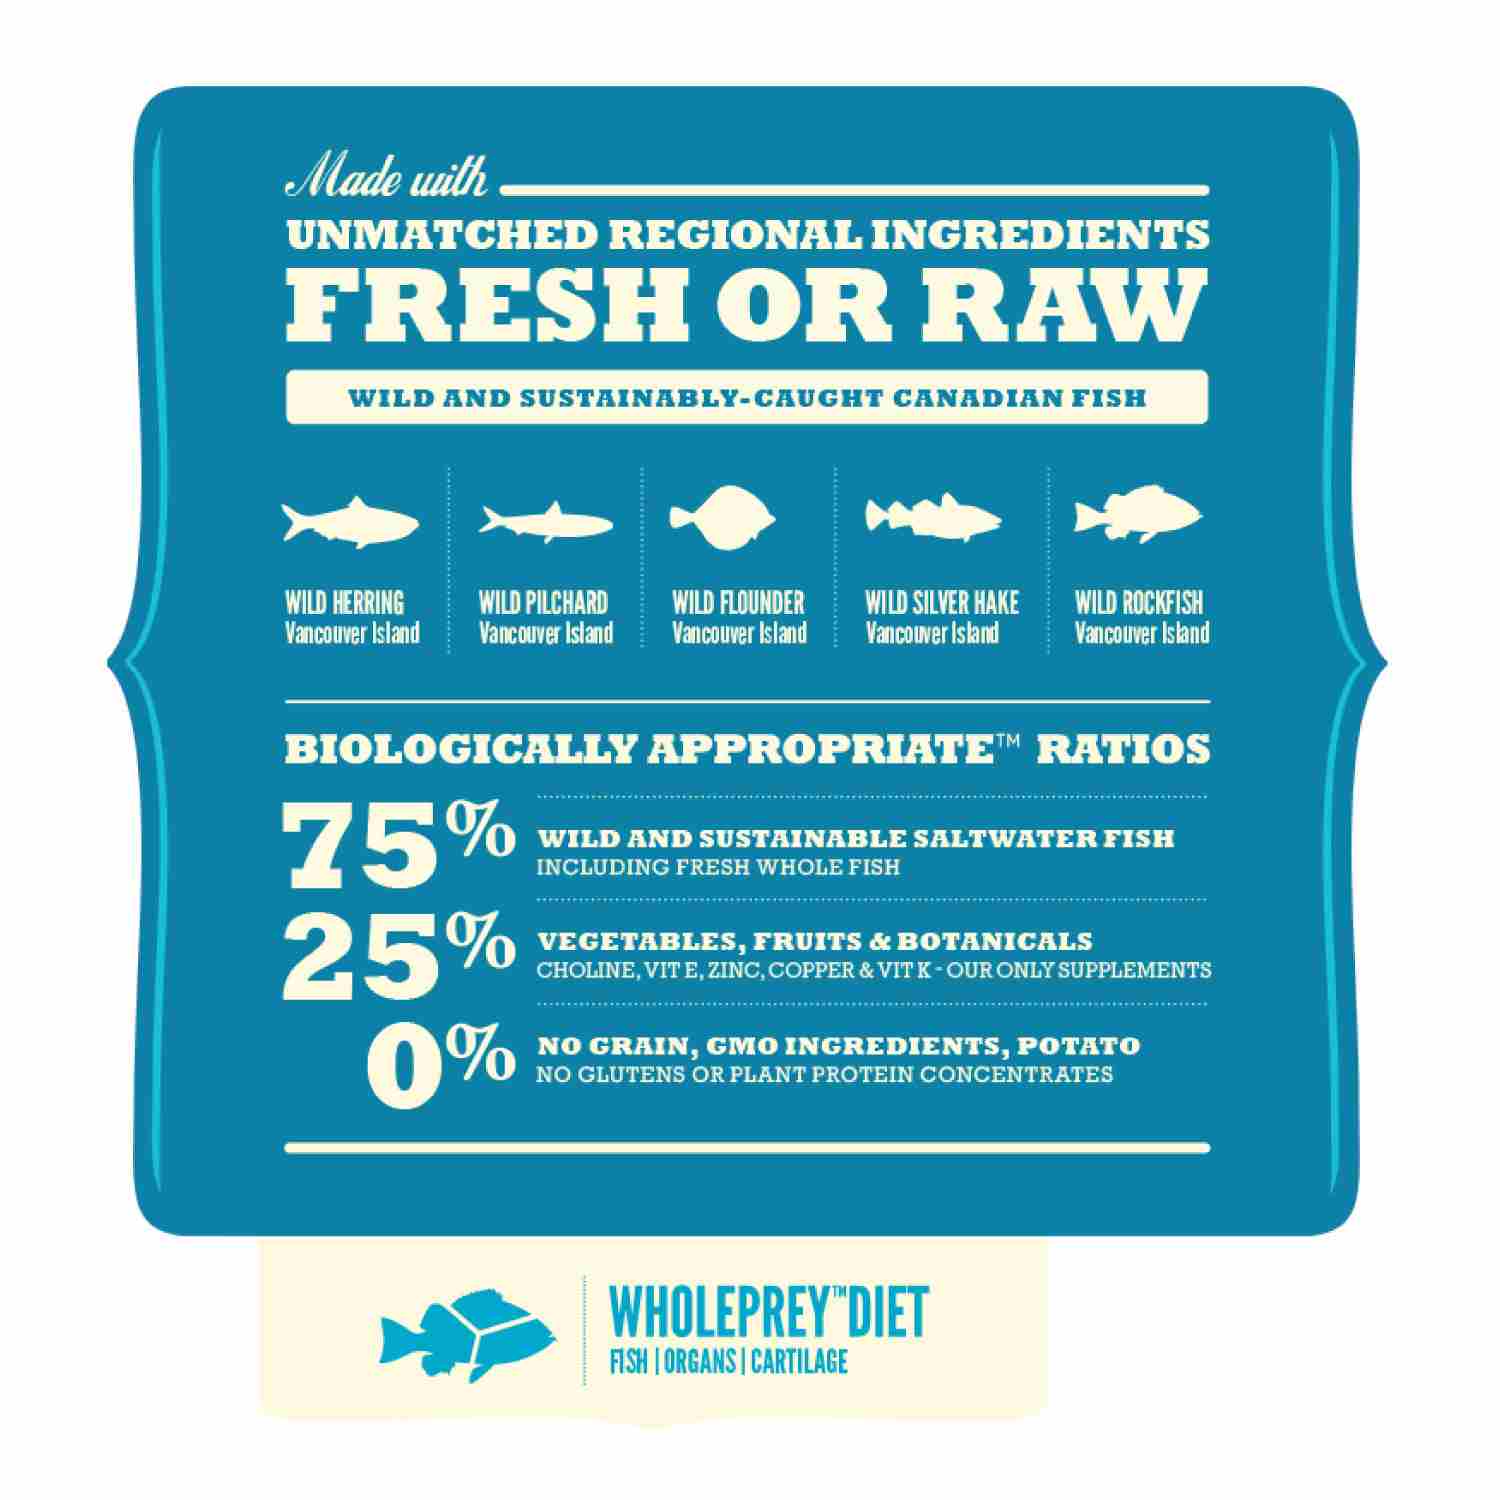 Made with
UNMATCHED REGIONAL INGREDIENTS
FRESH OR RAW
WILD AND SUSTAINABLY-CAUGHT CANADIAN FISH
WILD HERRING
Vancouver Island
WILD PILCHARD
Vancouver Island
WILD FLOUNDER
Vancouver Island
WILD SILVER HAKE
Vancouver Island
WILD ROCKFISH
Vancouver Island
BIOLOGICALLY APPROPRIATE™ RATIOS
75% WILD AND SUSTAINABLE SALTWATER FISH
INCLUDING FRESH WHOLE FISH
25% VEGETABLES, FRUITS & BOTANICALS
CHOLINE, VIT E, ZINC, COPPER & VIT K - OUR ONLY SUPPLEMENTS
0% NO GRAIN, GMO INGREDIENTS, POTATO
NO GLUTENS OR PLANT PROTEIN CONCENTRATES
WHOLEPREY™ DIET
FISH | ORGANS | CARTILAGE